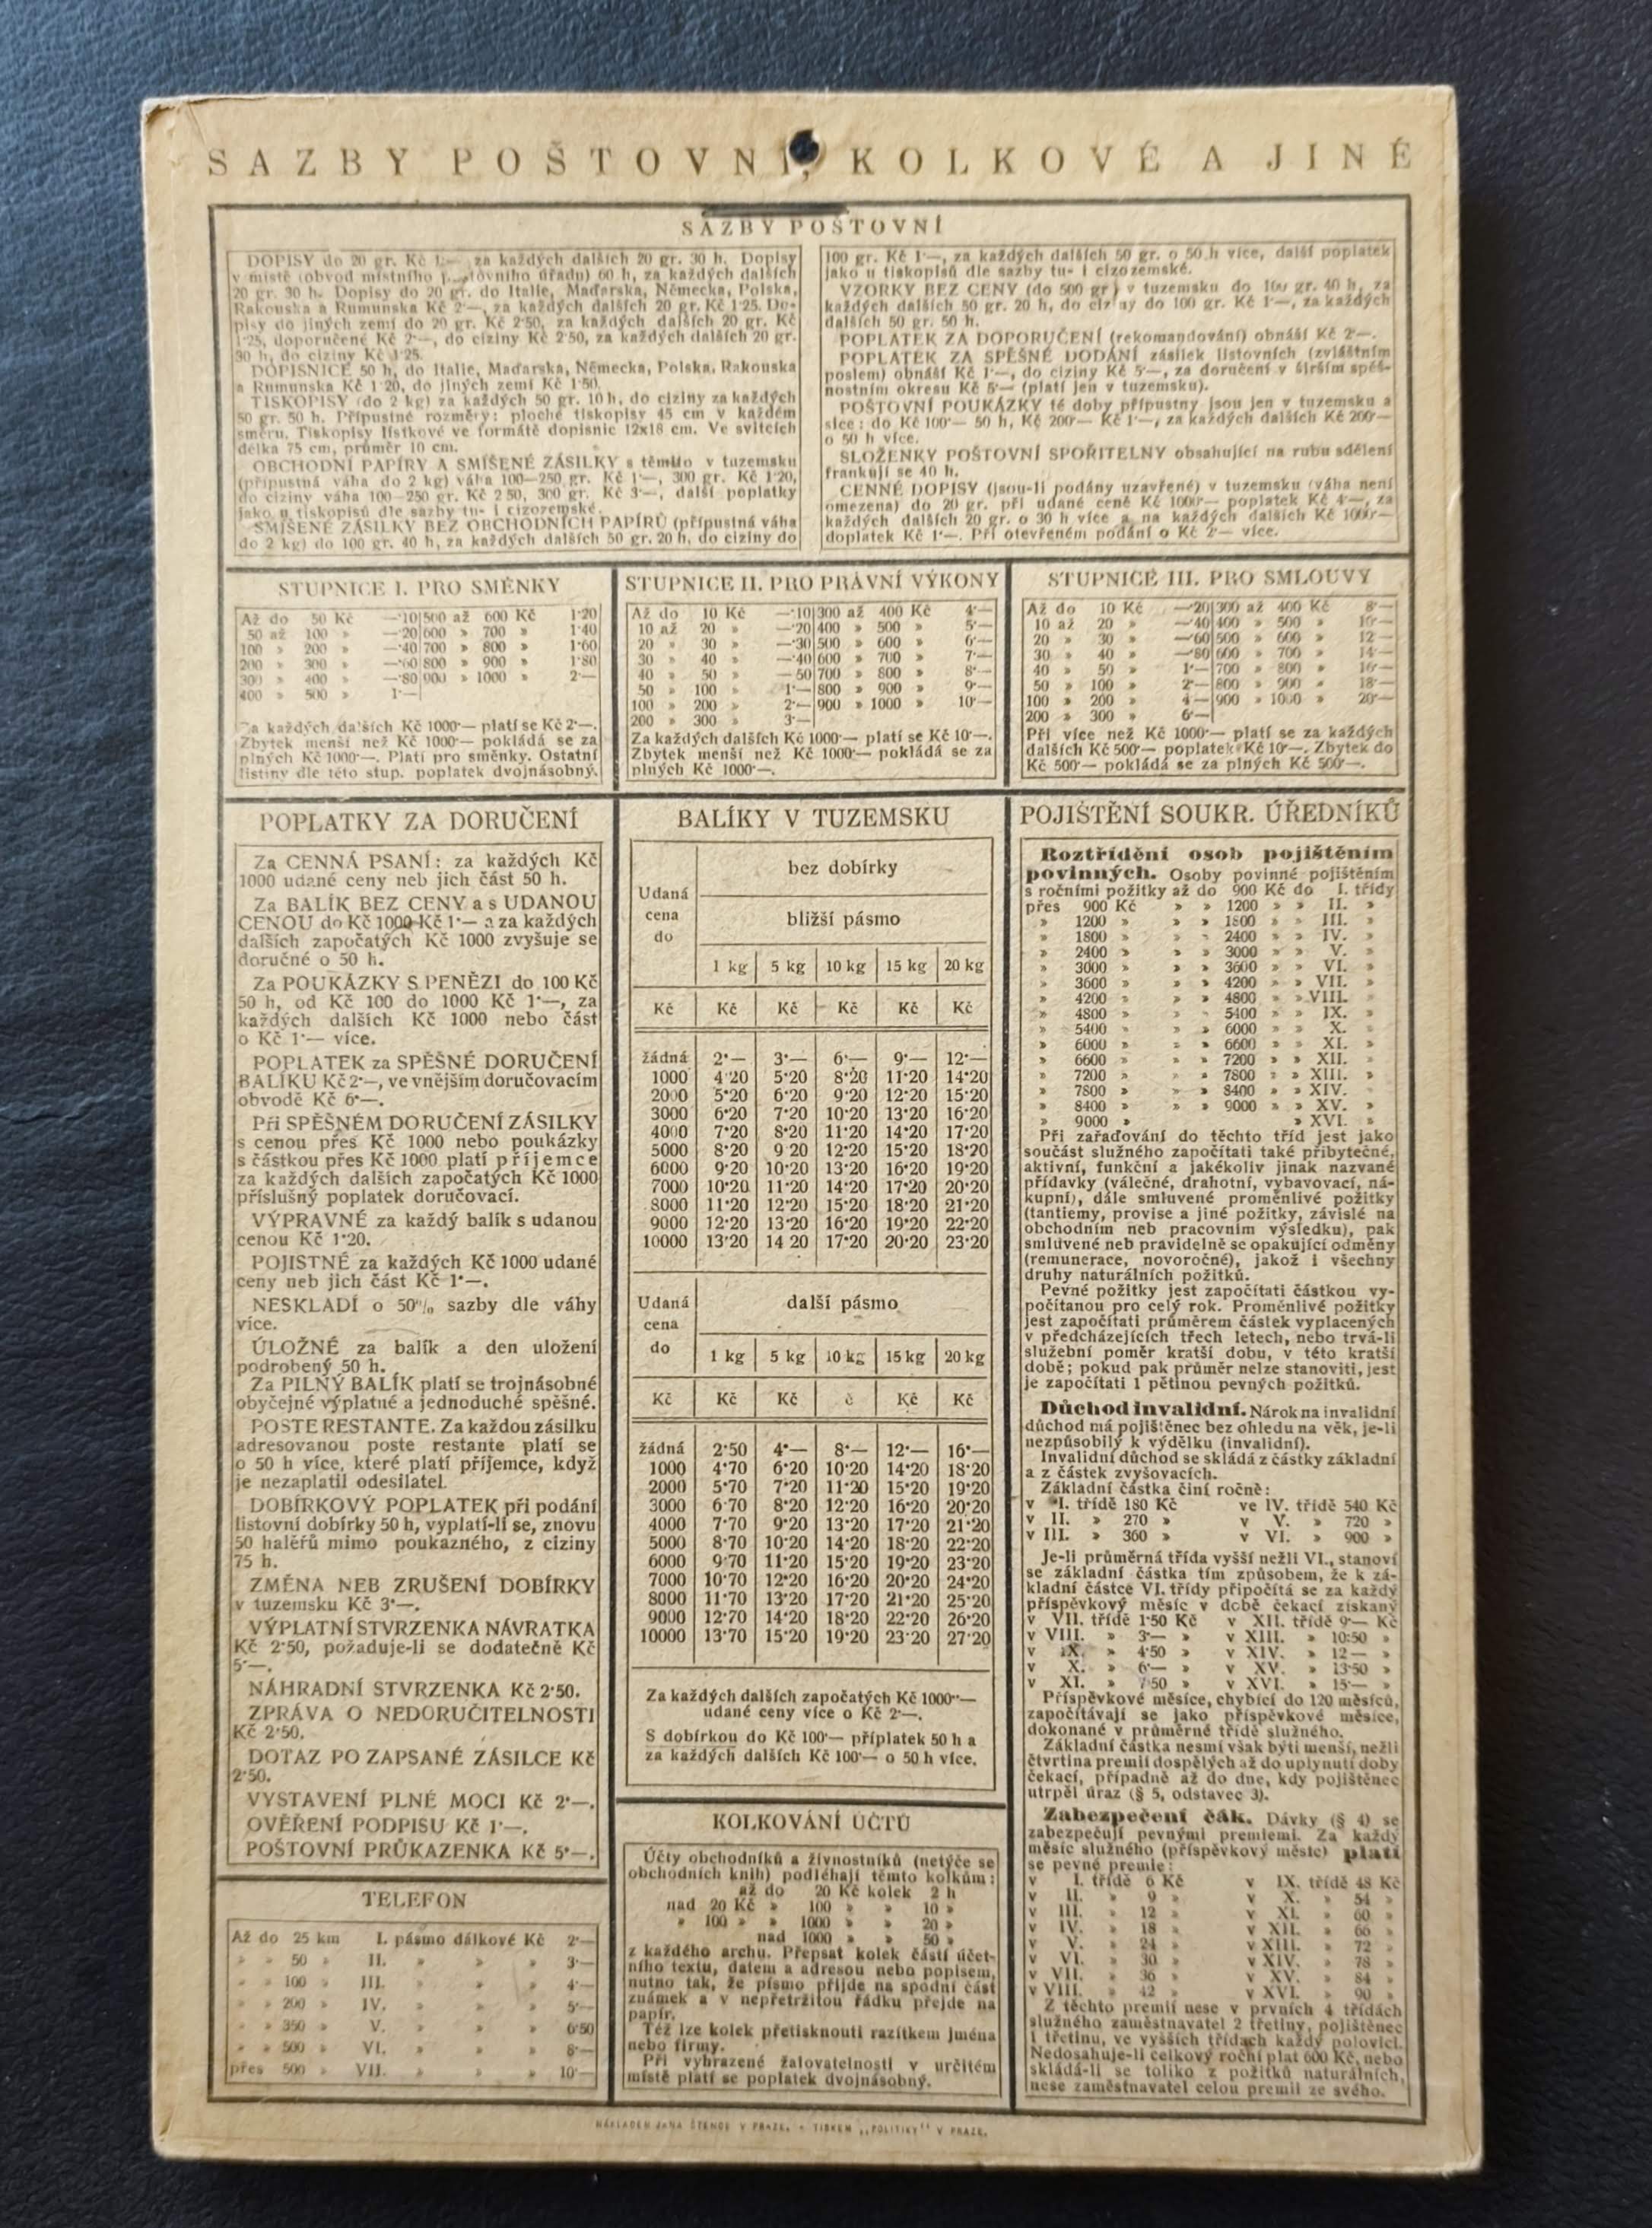 SAZBY POŠTOVNÍ, KOLKOVÉ A JINÉ
SAZBY POŠTOVNÍ
DOPISY do 20 gr. Kč 1·— za každých dalších 20 gr. 30 h. Dopisy
v místě (obvod místního úřadu) 60 h, za každých dalších
20 gr. 30 h. Dopisy do 20 gr. do Italie, Maďarska, Německa, Polska,
Rakouska a Rumunska Kč 2·—, za každých dalších 20 gr. Kč 1·25. Do-
pisy do jiných zemí do 20 gr. Kč 2·50, za každých dalších 20 gr. Kč
1·25, doporučené Kč 2·—, do ciziny Kč 2·50, za každých dalších 20 gr.
30 h, do ciziny Kč 1·25.
DOPISNICE 50 h, do Italie, Maďarska, Německa, Polska, Rakouska
a Rumunska Kč 1·20, do jiných zemí Kč 1·50.
TISKOPISY (do 2 kg) za každých 50 gr. 10 h, do ciziny za každých
50 gr. 50 h. Přípustné rozměry: ploché tiskopisy 45 cm v každém
směru. Tiskopisy lístkové ve formátě dopisnic 12x18 cm. Ve svitcích
délka 75 cm, průměr 10 cm.
OBCHODNÍ PAPÍRY A SMÍŠENÉ ZÁSILKY s těmito v tuzemsku
(přípustná váha do 2 kg) váha 100—250 gr. Kč 1·—, 300 gr. Kč 1·20,
do ciziny váha 100—250 gr. Kč 2 50, 300 gr. Kč 3·—, další poplatky
jako u tiskopisů dle sazby tu- i cizozemské.
SMÍŠENÉ ZÁSILKY BEZ OBCHODNÍCH PAPÍRŮ (přípustná váha
do 2 kg) do 100 gr. 40 h, za každých dalších 50 gr. 20 h, do ciziny do
100 gr. Kč 1·—, za každých dalších 50 gr. o 50 h více, další poplatek
jako u tiskopisů dle sazby tu- i cizozemské.
VZORKY BEZ CENY (do 500 gr.) v tuzemsku do 100 gr. 40 h, za
každých dalších 50 gr. 20 h, do ciziny do 100 gr. Kč 1·—, za každých
dalších 50 gr. 50 h.
POPLATEK ZA DOPORUČENÍ (rekomandování) obnáší Kč 2·—.
POPLATEK ZA SPĚŠNÉ DODÁNÍ zásilek listovních (zvláštním
poslem) obnáší Kč 1·—, do ciziny Kč 5·—, za doručení v širším spěš-
nostním okresu Kč 5·— (platí jen v tuzemsku).
POŠTOVNÍ POUKÁZKY té doby přípustny jsou jen v tuzemsku a
sice: do Kč 100·— 50 h, Kč 200·— Kč 1·—, za každých dalších Kč 200·—
o 50 h více.
SLOŽENKY POŠTOVNÍ SPOŘITELNY obsahující na rubu sdělení
frankují se 40 h.
CENNÉ DOPISY (jsou-li podány uzavřené) v tuzemsku (váha není
omezena) do 20 gr. při udané ceně Kč 1000·— poplatek Kč 4·—, za
každých dalších 20 gr. o 30 h více a na každých dalších Kč 1000·—
doplatek Kč 1·—. Při otevřeném podání o Kč 2·— více.
STUPNICE I. PRO SMĚNKY
Až do 50 Kč —·10 500 až 600 Kč 1·20
50 až 100 » —·20 600 » 700 » 1·40
100 » 200 » —·40 700 » 800 » 1·60
200 » 300 » —·60 800 » 900 » 1·80
300 » 400 » —·80 900 » 1000 » 2·—
400 » 500 » 1·—
Za každých dalších Kč 1000·— platí se Kč 2·—.
Zbytek menší než Kč 1000·— pokládá se za
plných Kč 1000·—. Platí pro směnky. Ostatní
listiny dle této stup. poplatek dvojnásobný.
STUPNICE II. PRO PRÁVNÍ VÝKONY
Až do 10 Kč —·10 300 až 400 Kč 4·—
10 až 20 » —·20 400 » 500 » 5·—
20 » 30 » —·30 500 » 600 » 6·—
30 » 40 » —·40 600 » 700 » 7·—
40 » 50 » —·50 700 » 800 » 8·—
50 » 100 » 1·— 800 » 900 » 9·—
100 » 200 » 2·— 900 » 1000 » 10·—
200 » 300 » 3·—
Za každých dalších Kč 1000·— platí se Kč 10·—.
Zbytek menší než Kč 1000·— pokládá se za
plných Kč 1000·—.
STUPNICE III. PRO SMLOUVY
Až do 10 Kč —·20 300 až 400 Kč 8·—
10 až 20 » —·40 400 » 500 » 10·—
20 » 30 » —·60 500 » 600 » 12·—
30 » 40 » —·80 600 » 700 » 14·—
40 » 50 » 1·— 700 » 800 » 16·—
50 » 100 » 2·— 800 » 900 » 18·—
100 » 200 » 4·— 900 » 1000 » 20·—
200 » 300 » 6·—
Při více než Kč 1000·— platí se za každých
dalších Kč 500·— poplatek Kč 10·—. Zbytek do
Kč 500·— pokládá se za plných Kč 500·—.
POPLATKY ZA DORUČENÍ
Za CENNÁ PSANÍ: za každých Kč
1000 udané ceny neb jich část 50 h.
Za BALÍK BEZ CENY a s UDANOU
CENOU do Kč 1000 Kč 1·— a za každých
dalších započatých Kč 1000 zvyšuje se
doručné o 50 h.
Za POUKÁZKY S PENĚZI do 100 Kč
50 h, od Kč 100 do 1000 Kč 1·—, za
každých dalších Kč 1000 nebo část
o Kč 1·— více.
POPLATEK za SPĚŠNÉ DORUČENÍ
BALÍKU Kč 2·—, ve vnějším doručovacím
obvodě Kč 6·—.
Při SPĚŠNÉM DORUČENÍ ZÁSILKY
s cenou přes Kč 1000 nebo poukázky
s částkou přes Kč 1000 platí příjemce
za každých dalších započatých Kč 1000
příslušný poplatek doručovací.
VÝPRAVNÉ za každý balík s udanou
cenou Kč 1·20.
POJISTNÉ za každých Kč 1000 udané
ceny neb jich část Kč 1·—.
NESKLADÍ o 50% sazby dle váhy
více.
ÚLOŽNÉ za balík a den uložení
podrobený 50 h.
Za PILNÝ BALÍK platí se trojnásobné
obyčejné výplatné a jednoduché spěšné.
POSTE RESTANTE. Za každou zásilku
adresovanou poste restante platí se
o 50 h více, které platí příjemce, když
je nezaplatil odesilatel.
DOBÍRKOVÝ POPLATEK při podání
listovní dobírky 50 h, vyplatí-li se, znovu
50 haléřů mimo poukazného, z ciziny
75 h.
ZMĚNA NEB ZRUŠENÍ DOBÍRKY
v tuzemsku Kč 3·—.
VÝPLATNÍ STVRZENKA NÁVRATKA
Kč 2·50, požaduje-li se dodatečně Kč
5·—.
NÁHRADNÍ STVRZENKA Kč 2·50.
ZPRÁVA O NEDORUČITELNOSTI
Kč 2·50.
DOTAZ PO ZAPSANÉ ZÁSILCE Kč
2·50.
VYSTAVENÍ PLNÉ MOCI Kč 2·—.
OVĚŘENÍ PODPISU Kč 1·—.
POŠTOVNÍ PRŮKAZENKA Kč 5·—.
TELEFON
Až do 25 km I. pásmo dálkové Kč 2·—
» » 50 » II. » » » 3·—
» » 100 » III. » » » 4·—
» » 200 » IV. » » » 5·—
» » 350 » V. » » » 6·50
» » 500 » VI. » » » 8·—
přes 500 » VII. » » » 10·—
BALÍKY V TUZEMSKU
Udaná cena do
bez dobírky
bližší pásmo
1 kg 5 kg 10 kg 15 kg 20 kg
Kč Kč Kč Kč Kč Kč
žádná 2·— 3·— 6·— 9·— 12·—
1000 4·20 5·20 8·20 11·20 14·20
2000 5·20 6·20 9·20 12·20 15·20
3000 6·20 7·20 10·20 13·20 16·20
4000 7·20 8·20 11·20 14·20 17·20
5000 8·20 9·20 12·20 15·20 18·20
6000 9·20 10·20 13·20 16·20 19·20
7000 10·20 11·20 14·20 17·20 20·20
8000 11·20 12·20 15·20 18·20 21·20
9000 12·20 13·20 16·20 19·20 22·20
10000 13·20 14 20 17·20 20·20 23·20
Udaná cena do
další pásmo
1 kg 5 kg 10 kg 15 kg 20 kg
Kč Kč Kč č Kč Kč
žádná 2·50 4·— 8·— 12·— 16·—
1000 4·70 6·20 10·20 14·20 18·20
2000 5·70 7·20 11·20 15·20 19·20
3000 6·70 8·20 12·20 16·20 20·20
4000 7·70 9·20 13·20 17·20 21·20
5000 8·70 10·20 14·20 18·20 22·20
6000 9·70 11·20 15·20 19·20 23·20
7000 10·70 12·20 16·20 20·20 24·20
8000 11·70 13·20 17·20 21·20 25·20
9000 12·70 14·20 18·20 22·20 26·20
10000 13·70 15·20 19·20 23·20 27·20
Za každých dalších započatých Kč 1000·—
udané ceny více o Kč 2·—.
S dobírkou do Kč 100·— příplatek 50 h a
za každých dalších Kč 100·— o 50 h více.
KOLKOVÁNÍ ÚČTŮ
Účty obchodníků a živnostníků (netýče se
obchodních knih) podléhají těmto kolkům:
až do 20 Kč kolek 2 h
nad 20 Kč » 100 » » 10 »
» 100 » » 1000 » » 20 »
nad 1000 » » 50 »
z každého archu. Přepsat kolek částí účet-
ního textu, datem a adresou nebo popisem,
nutno tak, že písmo přijde na spodní část
známek a v nepřetržitou řádku přejde na
papír.
Též lze kolek přetisknouti razítkem jména
nebo firmy.
Při vyhrazené žalovatelnosti v určitém
místě platí se poplatek dvojnásobný.
POJIŠTĚNÍ SOUKR. ÚŘEDNÍKŮ
Roztřídění osob pojištěním
povinných. Osoby povinné pojištěním
s ročními požitky až do 900 Kč do I. třídy
přes 900 Kč » » 1200 » » II. »
» 1200 » » » 1800 » » III. »
» 1800 » » » 2400 » » IV. »
» 2400 » » » 3000 » » V. »
» 3000 » » » 3600 » » VI. »
» 3600 » » » 4200 » » VII. »
» 4200 » » » 4800 » » VIII. »
» 4800 » » » 5400 » » IX. »
» 5400 » » » 6000 » » X. »
» 6000 » » » 6600 » » XI. »
» 6600 » » » 7200 » » XII. »
» 7200 » » » 7800 » » XIII. »
» 7800 » » » 8400 » » XIV. »
» 8400 » » » 9000 » » XV. »
» 9000 » » XVI. »
Při zařaďování do těchto tříd jest jako
součást služného započítati také příbytečné,
aktivní, funkční a jakékoliv jinak nazvané
přídavky (válečné, drahotní, vybavovací, ná-
kupní), dále smluvené proměnlivé požitky
(tantiemy, provise a jiné požitky, závislé na
obchodním neb pracovním výsledku), pak
smluvené neb pravidelně se opakující odměny
(remunerace, novoročné), jakož i všechny
druhy naturálních požitků.
Pevné požitky jest započítati částkou vy-
počítanou pro celý rok. Proměnlivé požitky
jest započítati průměrem částek vyplacených
v předcházejících třech letech, nebo trvá-li
služební poměr kratší dobu, v této kratší
době; pokud pak průměr nelze stanoviti, jest
je započítati 1 pětinou pevných požitků.
Důchod invalidní. Nárok na invalidní
důchod má pojištěnec bez ohledu na věk, je-li
nezpůsobilý k výdělku (invalidní).
Invalidní důchod se skládá z částky základní
a z částek zvyšovacích.
Základní částka činí ročně:
v I. třídě 180 Kč ve IV. třídě 540 Kč
v II. » 270 » v V. » 720 »
v III. » 360 » v VI. » 900 »
Je-li průměrná třída vyšší nežli VI., stanoví
se základní částka tím způsobem, že k zá-
kladní částce VI. třídy připočítá se za každý
příspěvkový měsíc v době čekací získaný
v VII. třídě 1·50 Kč v XII. třídě 9·— Kč
v VIII. » 3·— » v XIII. » 10:50 »
v IX. » 4·50 » v XIV. » 12·— »
v X. » 6·— » v XV. » 13·50 »
v XI. » 7·50 » v XVI. » 15·— »
Příspěvkové měsíce, chybící do 120 měsíců,
započítávají se jako příspěvkové měsíce,
dokonané v průměrné třídě služného.
Základní částka nesmí však býti menší, nežli
čtvrtina premií dospělých až do uplynutí doby
čekací, případně až do dne, kdy pojištěnec
utrpěl úraz (§ 5, odstavec 3).
Zabezpečení čák. Dávky (§ 4) se
zabezpečují pevnými premiemi. Za každý
měsíc služného (příspěvkový měsíc) platí
se pevné premie:
v I. třídě 6 Kč v IX. třídě 48 Kč
v II. » 9 » v X. » 54 »
v III. » 12 » v XI. » 60 »
v IV. » 18 » v XII. » 66 »
v V. » 24 » v XIII. » 72 »
v VI. » 30 » v XIV. » 78 »
v VII. » 36 » v XV. » 84 »
v VIII. » 42 » v XVI. » 90 »
Z těchto premií nese v prvních 4 třídách
služného zaměstnavatel 2 třetiny, pojištěnec
1 třetinu, ve vyšších třídach každý polovici.
Nedosahuje-li celkový roční plat 600 Kč, nebo
skládá-li se toliko z požitků naturálních,
nese zaměstnavatel celou premii ze svého.
NÁKLADEM JANA ŠTENCE V PRAZE. - TISKEM „POLITIKY" V PRAZE.